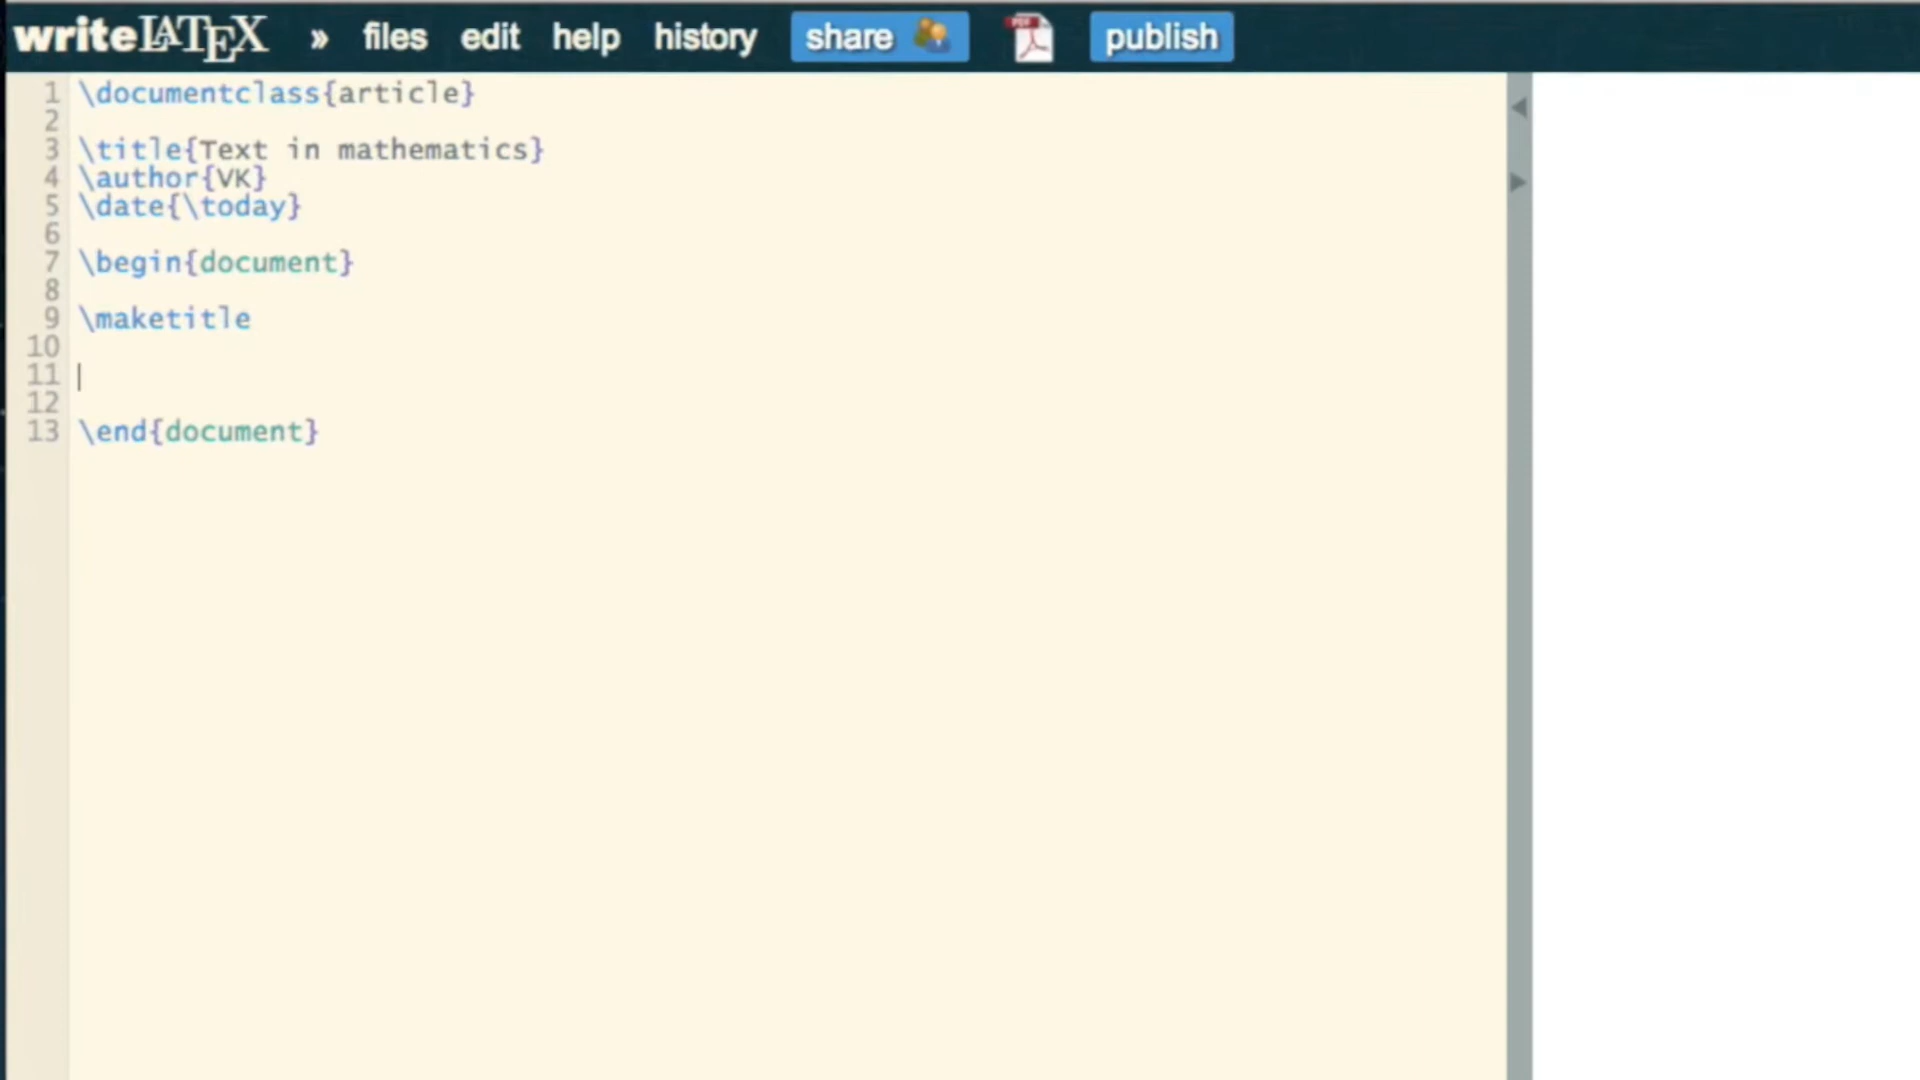 writeLATEX » files edit help history share publish
1 \documentclass{article}
2
3 \title{Text in mathematics}
4 \author{VK}
5 \date{\today}
6
7 \begin{document}
8
9 \maketitle
10
11
12
13 \end{document}